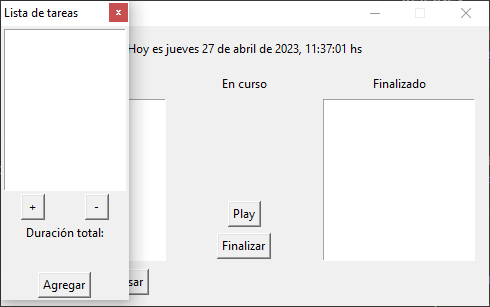 Lista de tareas
x
Hoy es jueves 27 de abril de 2023, 11:37:01 hs
En curso
Finalizado
+
-
Play
Duración total:
Finalizar
Agregar
sar